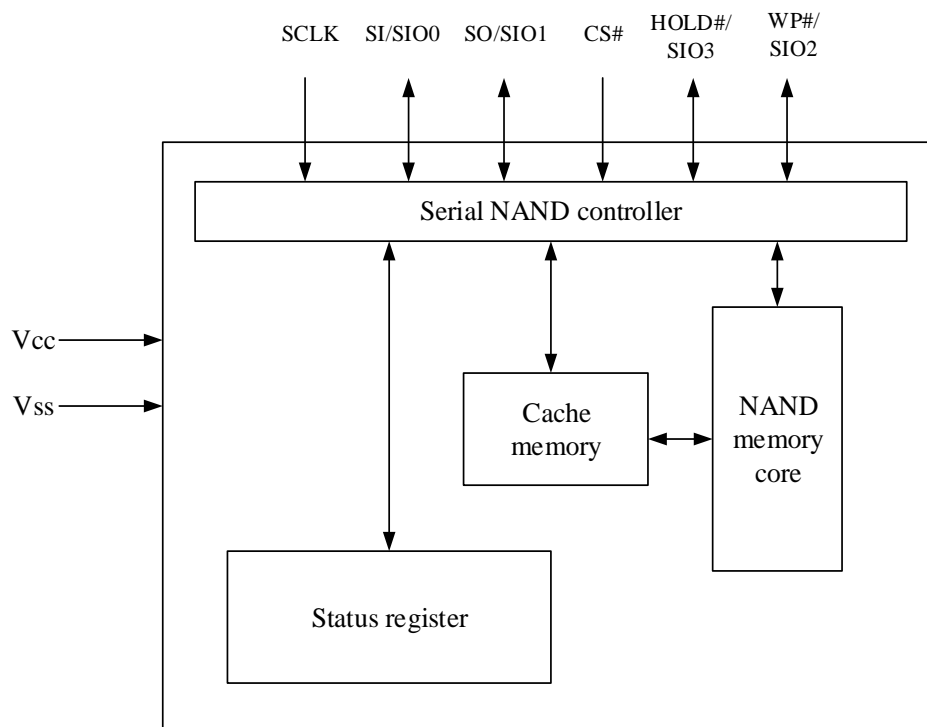 SCLK
SI/SIO0
SO/SIO1
CS#
HOLD#/
SIO3
WP#/
SIO2
Serial NAND controller
Vcc
Vss
Cache
memory
NAND
memory
core
Status register